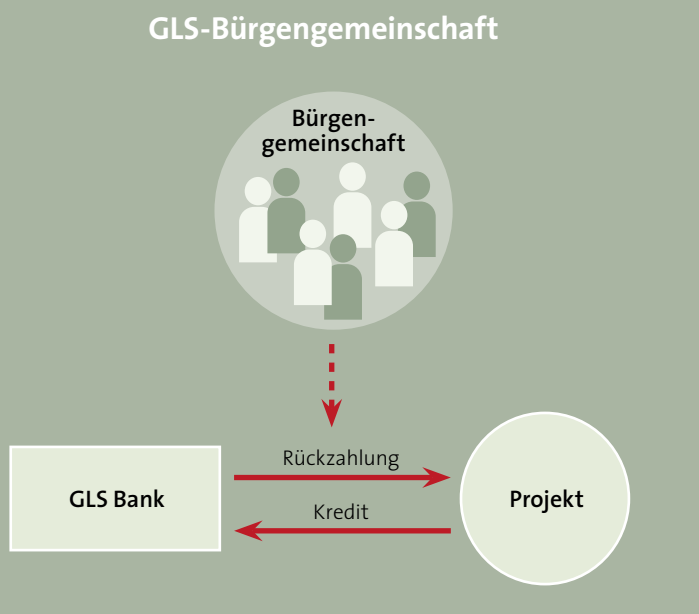 GLS-Bürgengemeinschaft
Bürgen-
gemeinschaft
Rückzahlung
GLS Bank
Projekt
Kredit